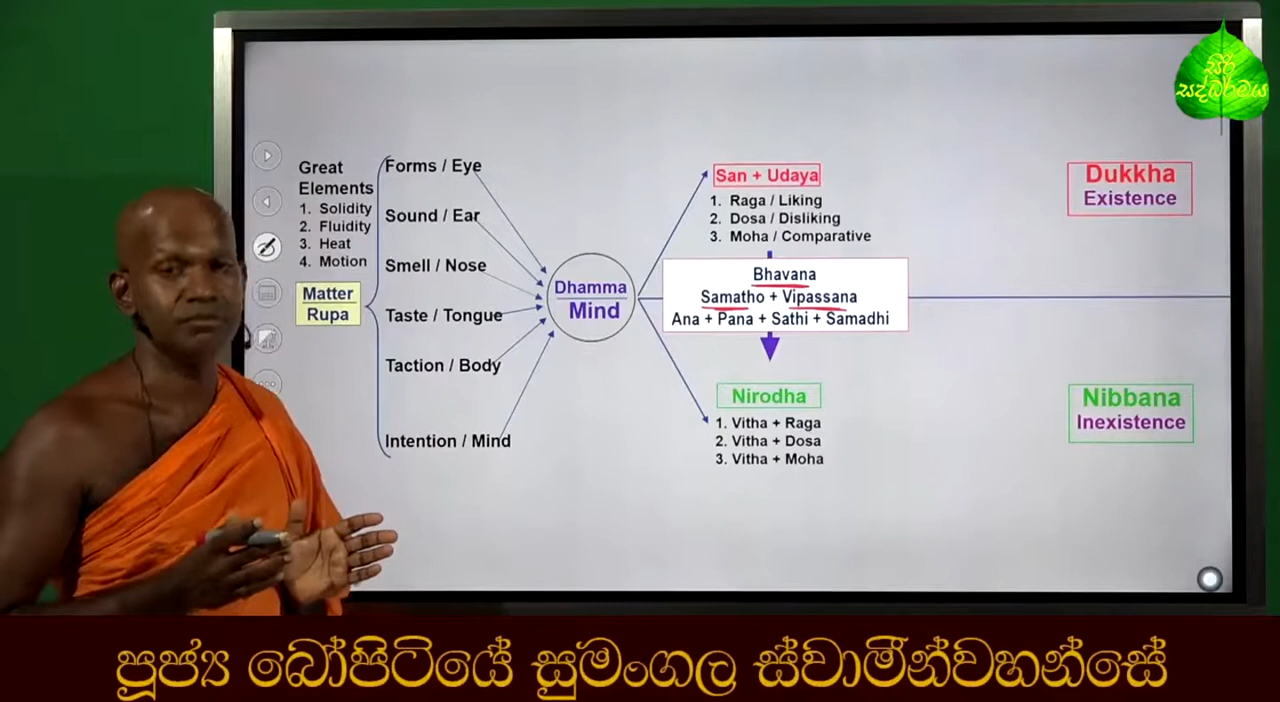 සිරි
සද්ධර්මය
Great
Elements
1. Solidity
2. Fluidity
3. Heat
4. Motion
Matter
Rupa
Forms / Eye
Sound / Ear
Smell / Nose
Taste / Tongue
Taction / Body
Intention / Mind
Dhamma
Mind
San + Udaya
1. Raga / Liking
2. Dosa / Disliking
3. Moha / Comparative
Bhavana
Samatho + Vipassana
Ana + Pana + Sathi + Samadhi
Nirodha
1. Vitha + Raga
2. Vitha + Dosa
3. Vitha + Moha
Dukkha
Existence
Nibbana
Inexistence
පූජ්‍ය බෝපිටියේ සුමංගල ස්වාමීන්වහන්සේ